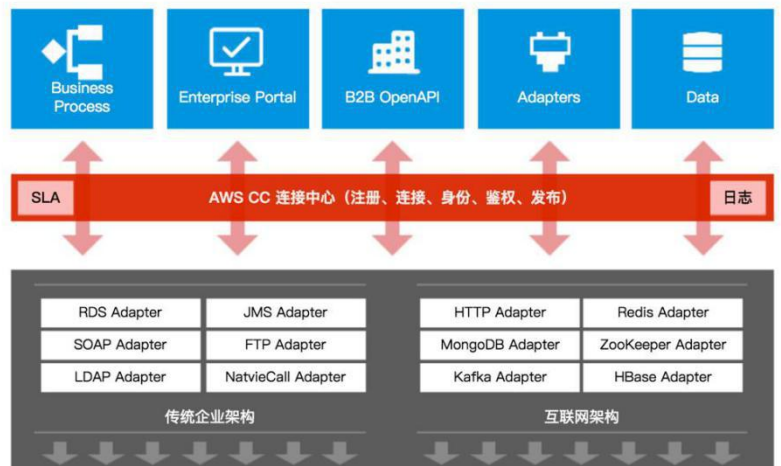 Business
Process
Enterprise Portal
B2B OpenAPI
Adapters
Data
SLA
AWS CC 连接中心（注册、连接、身份、鉴权、发布）
日志
RDS Adapter
JMS Adapter
HTTP Adapter
Redis Adapter
SOAP Adapter
FTP Adapter
MongoDB Adapter
ZooKeeper Adapter
LDAP Adapter
NatvieCall Adapter
Kafka Adapter
HBase Adapter
传统企业架构
互联网架构